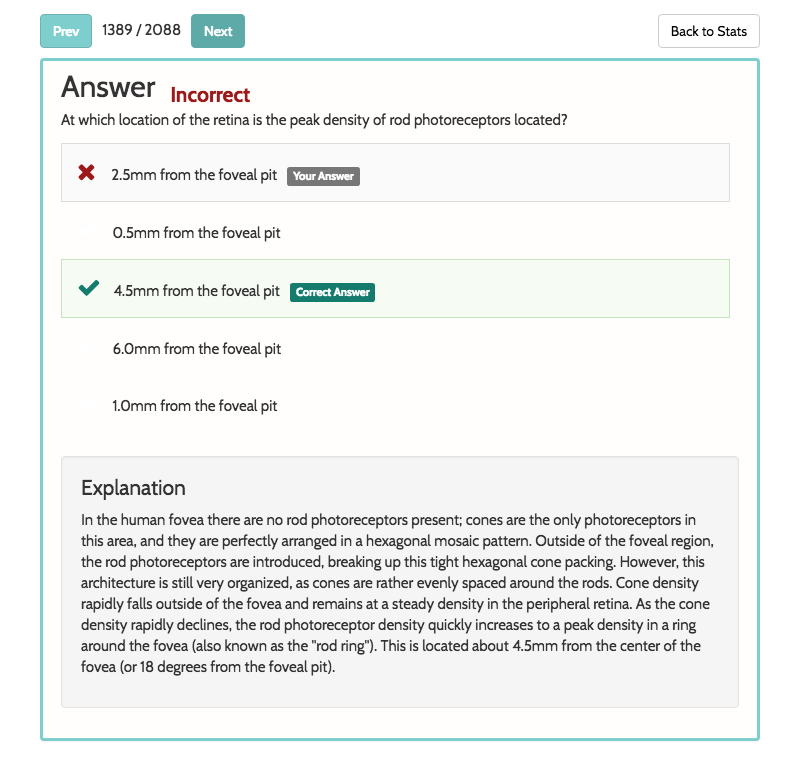 Prev 1389 / 2088 Next Back to Stats
Answer Incorrect
At which location of the retina is the peak density of rod photoreceptors located?
2.5mm from the foveal pit Your Answer
0.5mm from the foveal pit
4.5mm from the foveal pit Correct Answer
6.0mm from the foveal pit
1.0mm from the foveal pit
Explanation
In the human fovea there are no rod photoreceptors present; cones are the only photoreceptors in
this area, and they are perfectly arranged in a hexagonal mosaic pattern. Outside of the foveal region,
the rod photoreceptors are introduced, breaking up this tight hexagonal cone packing. However, this
architecture is still very organized, as cones are rather evenly spaced around the rods. Cone density
rapidly falls outside of the fovea and remains at a steady density in the peripheral retina. As the cone
density rapidly declines, the rod photoreceptor density quickly increases to a peak density in a ring
around the fovea (also known as the "rod ring"). This is located about 4.5mm from the center of the
fovea (or 18 degrees from the foveal pit).